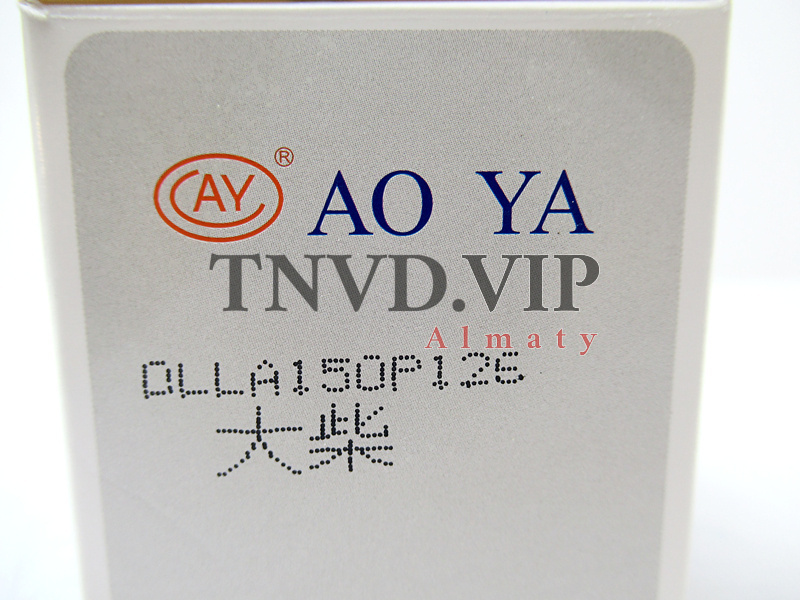 AY® AO YA
TNVD.VIP
Almaty
DLLA150P126
大柴